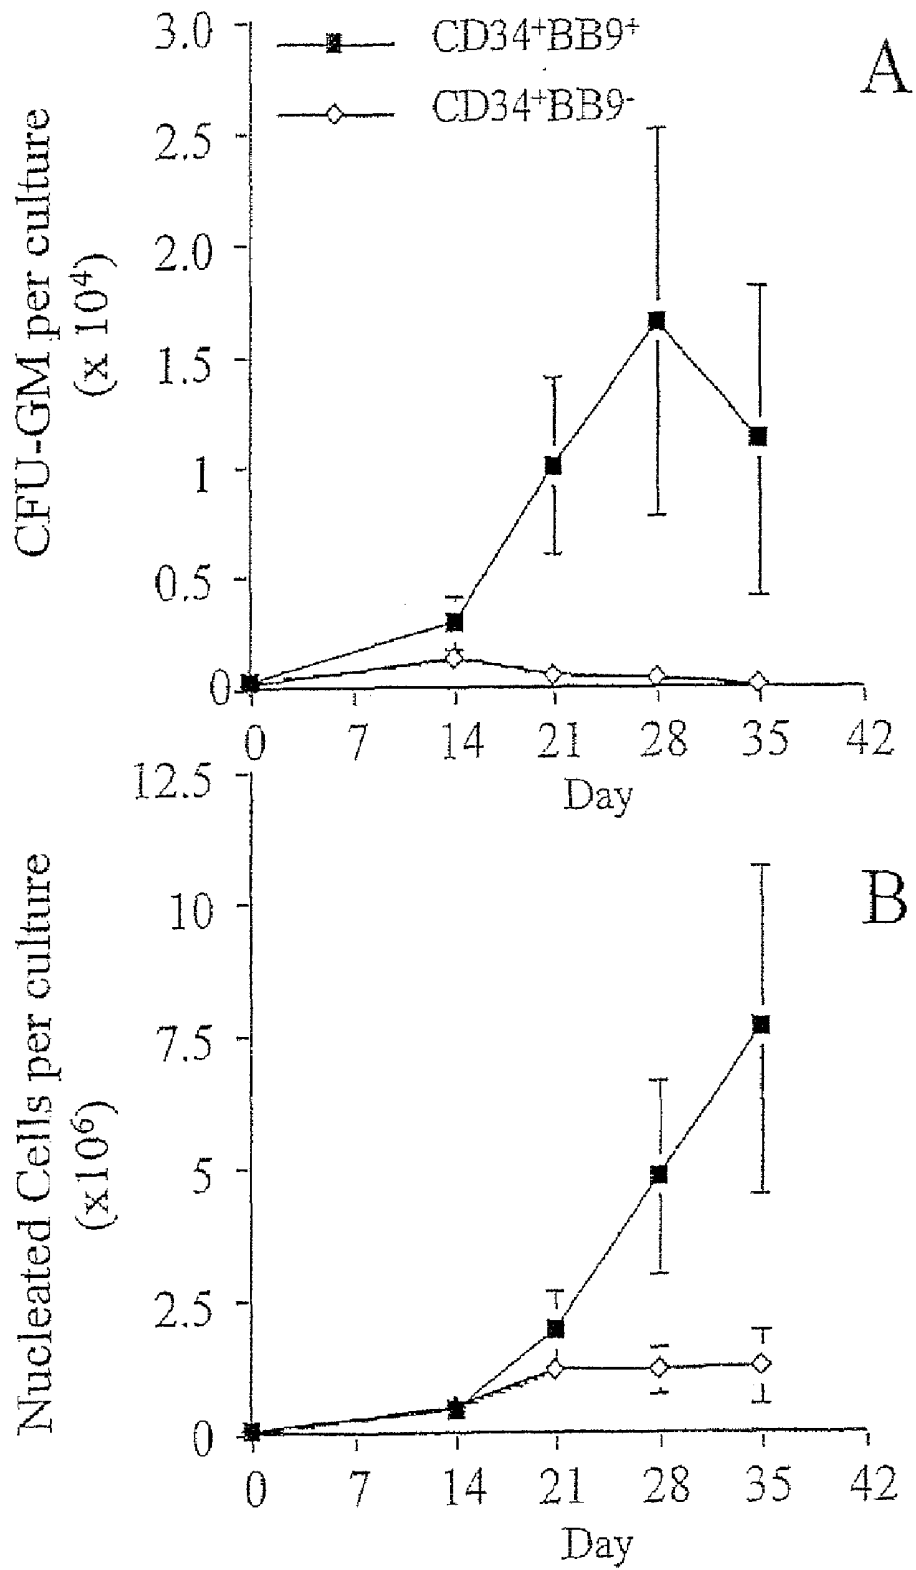 3.0
CD34⁺BB9⁺
A
CD34⁺BB9⁻
2.5
2.0
1.5
1
0.5
0
CFU-GM per culture
(x 10⁴)
0 7 14 21 28 35 42
Day
12.5
B
10
7.5
5
2.5
0
Nucleated Cells per culture
(x10⁶)
0 7 14 21 28 35 42
Day